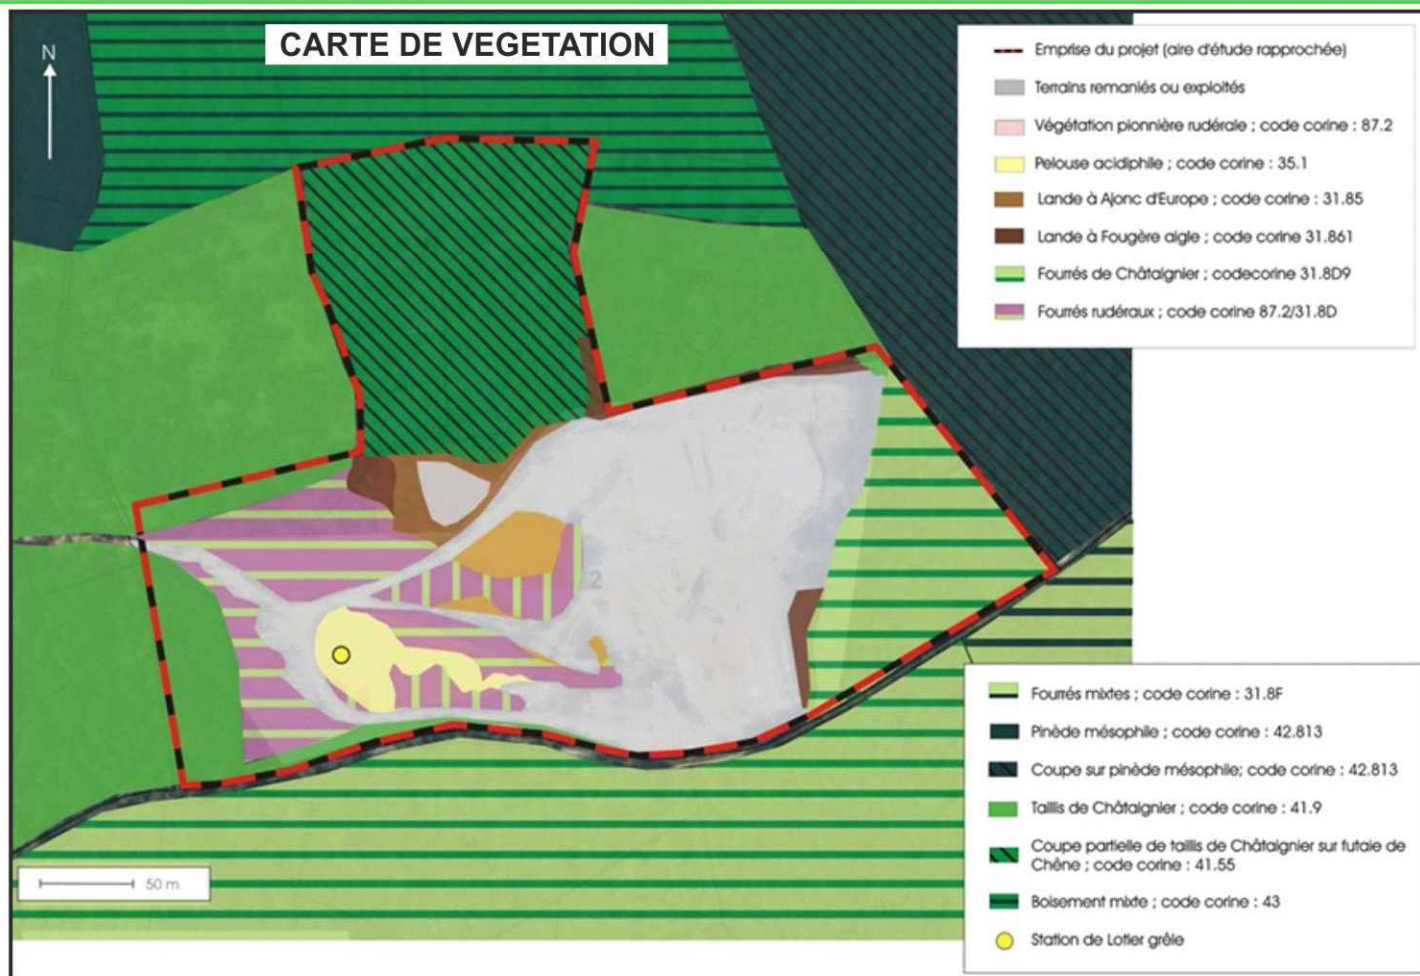 CARTE DE VEGETATION
N
Emprise du projet (aire d'étude rapprochée)
Terrains remaniés ou exploités
Végétation pionnière rudérale ; code corine : 87.2
Pelouse acidiphile ; code corine : 35.1
Lande à Ajonc d'Europe ; code corine : 31.85
Lande à Fougère aigle ; code corine 31.861
Fourrés de Châtaignier ; codecorine 31.8D9
Fourrés rudéraux ; code corine 87.2/31.8D
Fourrés mixtes ; code corine : 31.8F
Pinède mésophile ; code corine : 42.813
Coupe sur pinède mésophile; code corine : 42.813
Taillis de Châtaignier ; code corine : 41.9
Coupe partielle de taillis de Châtaignier sur futaie de
Chêne ; code corine : 41.55
Boisement mixte ; code corine : 43
Station de Lotier grêle
50 m